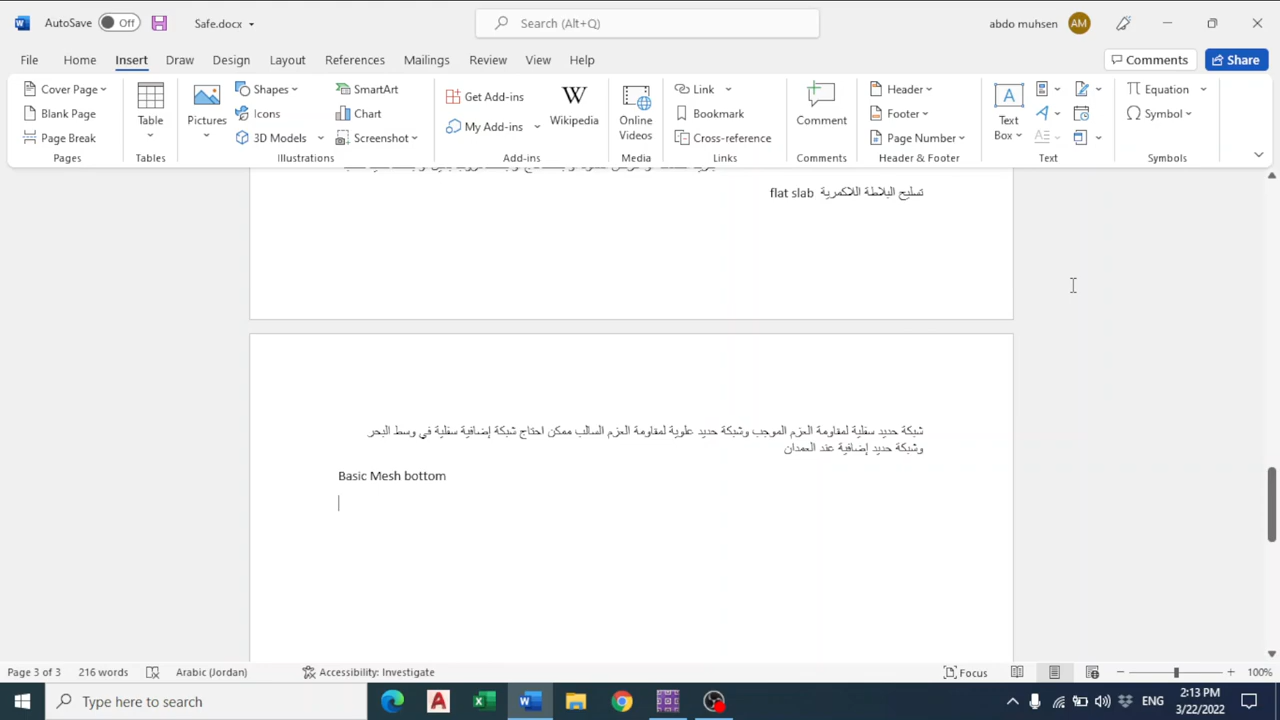 AutoSave
Off
Safe.docx
Search (Alt+Q)
abdo muhsen
AM
File
Home
Insert
Draw
Design
Layout
References
Mailings
Review
View
Help
Comments
Share
Cover Page
Blank Page
Page Break
Pages
Table
Tables
Pictures
Shapes
Icons
3D Models
SmartArt
Chart
Screenshot
Illustrations
Get Add-ins
My Add-ins
Wikipedia
Add-ins
Online
Videos
Media
Link
Bookmark
Cross-reference
Links
Comment
Comments
Header
Footer
Page Number
Header & Footer
Text
Box
Text
Equation
Symbol
Symbols
تسليح البلاطة اللاكمرية flat slab
شبكة حديد سفلية لمقاومة العزم الموجب وشبكة حديد علوية لمقاومة العزم السالب ممكن احتاج شبكة إضافية سفلية في وسط البحر
وشبكة حديد إضافية عند العمدان
Basic Mesh bottom
Page 3 of 3
216 words
Arabic (Jordan)
Accessibility: Investigate
Focus
100%
Type here to search
ENG
2:13 PM
3/22/2022